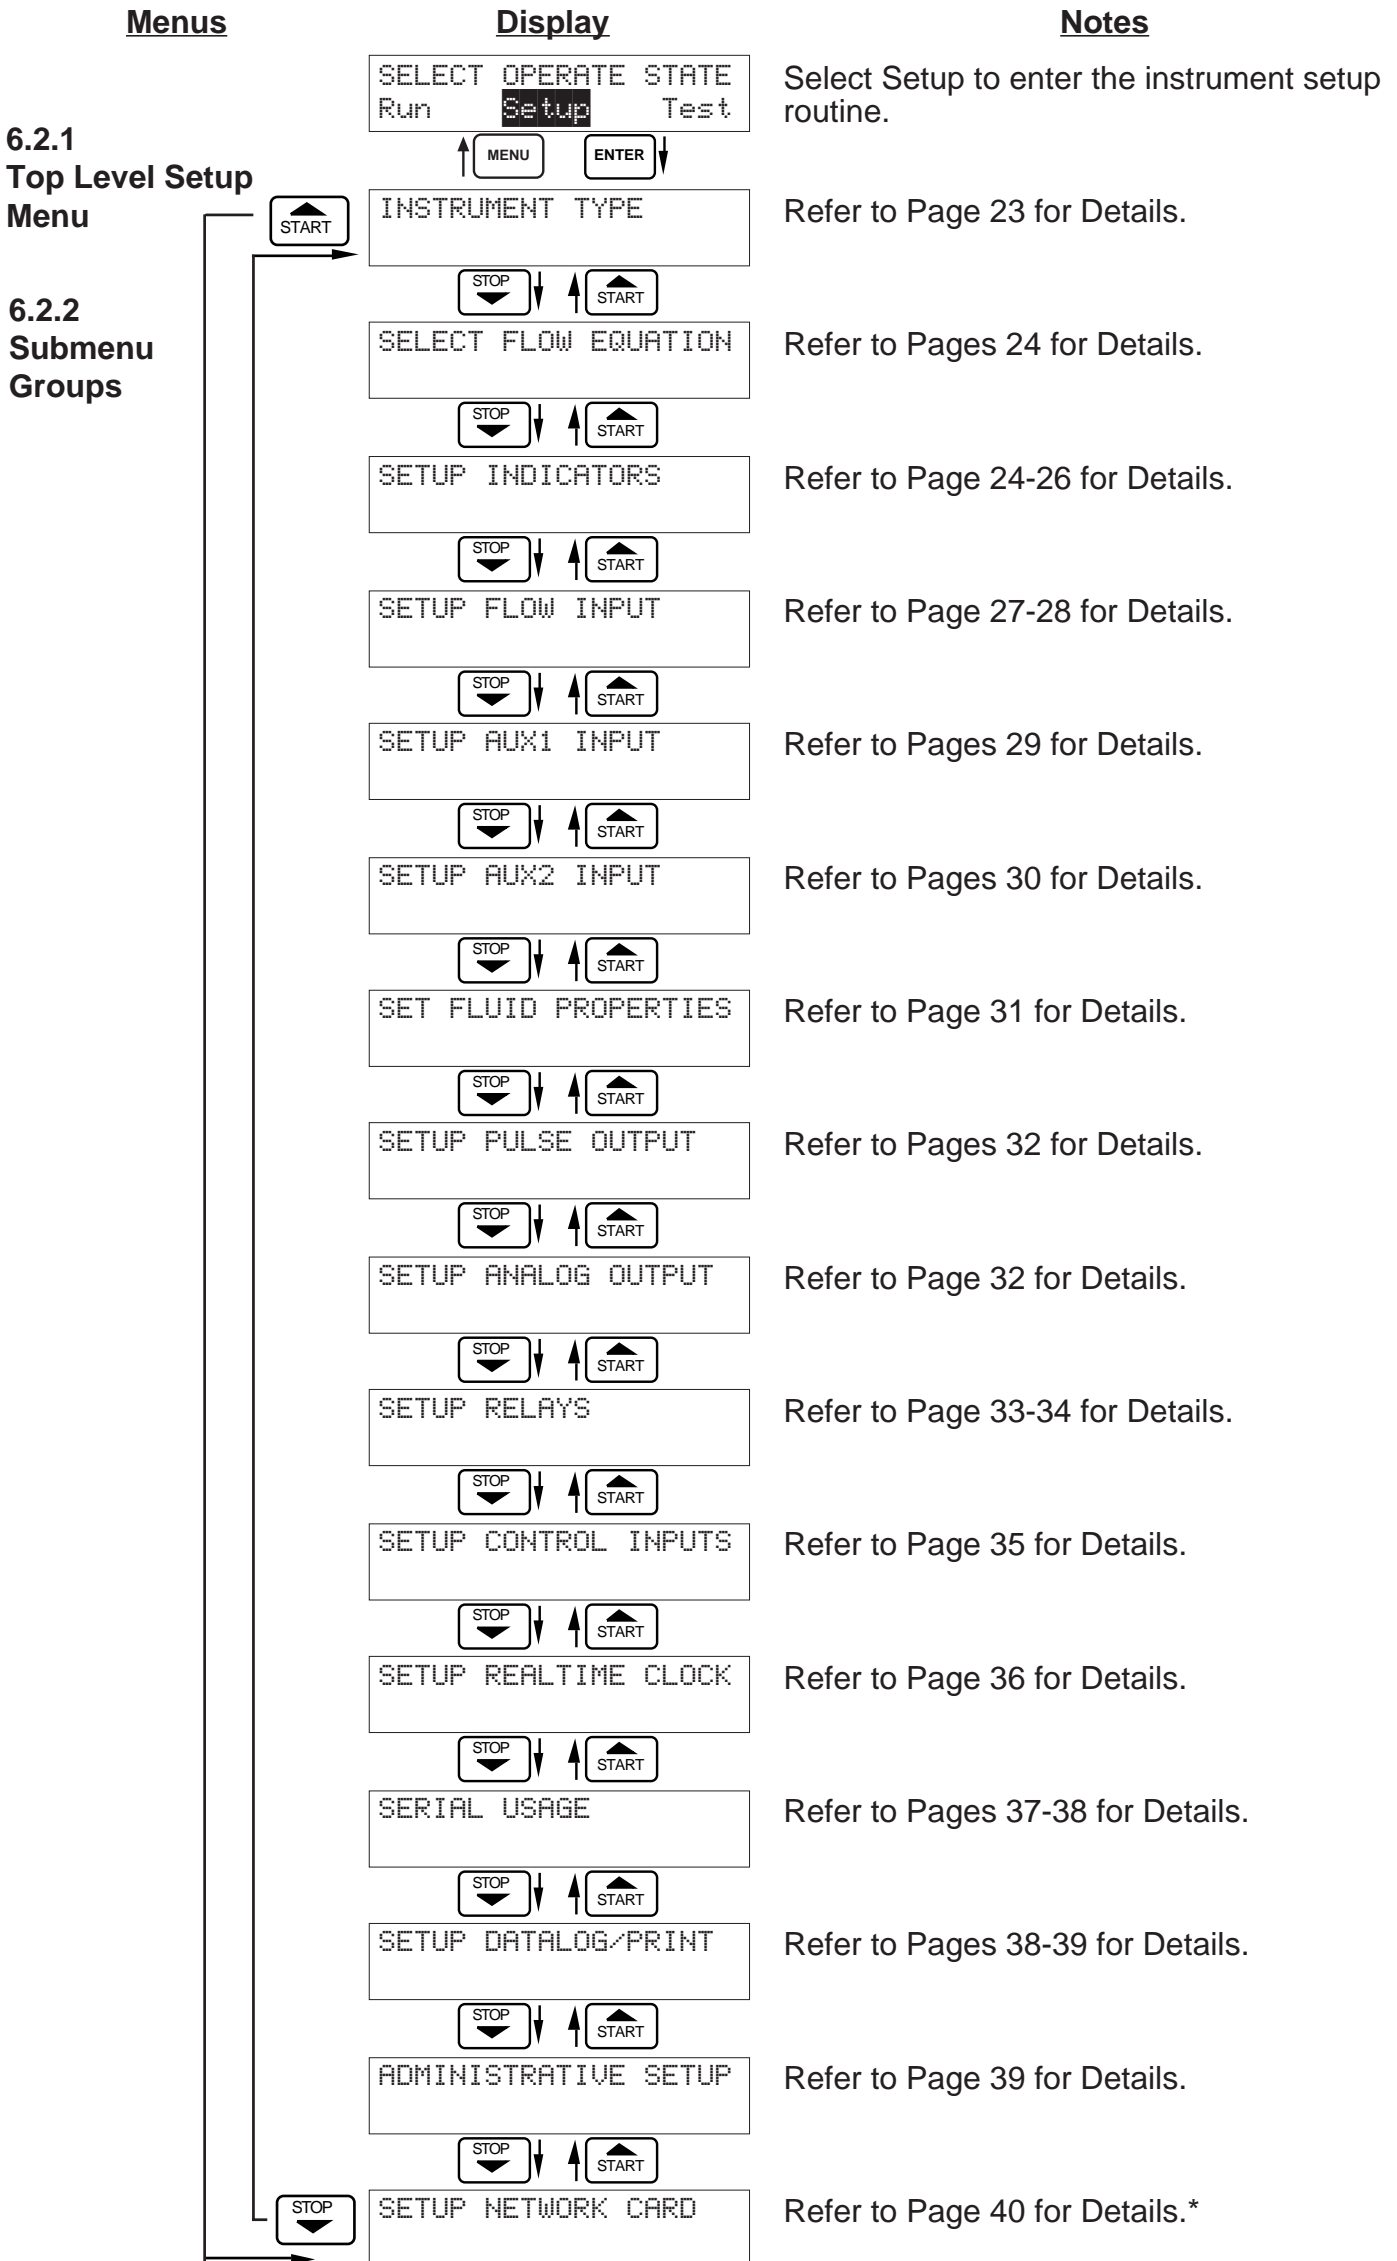 Menus Display Notes
SELECT OPERATE STATE
Run Setup Test
Select Setup to enter the instrument setup
routine.
MENU ENTER
6.2.1
Top Level Setup
Menu
START
INSTRUMENT TYPE
Refer to Page 23 for Details.
STOP START
6.2.2
Submenu
Groups
SELECT FLOW EQUATION
Refer to Pages 24 for Details.
STOP START
SETUP INDICATORS
Refer to Page 24-26 for Details.
STOP START
SETUP FLOW INPUT
Refer to Page 27-28 for Details.
STOP START
SETUP AUX1 INPUT
Refer to Pages 29 for Details.
STOP START
SETUP AUX2 INPUT
Refer to Pages 30 for Details.
STOP START
SET FLUID PROPERTIES
Refer to Page 31 for Details.
STOP START
SETUP PULSE OUTPUT
Refer to Pages 32 for Details.
STOP START
SETUP ANALOG OUTPUT
Refer to Page 32 for Details.
STOP START
SETUP RELAYS
Refer to Page 33-34 for Details.
STOP START
SETUP CONTROL INPUTS
Refer to Page 35 for Details.
STOP START
SETUP REALTIME CLOCK
Refer to Page 36 for Details.
STOP START
SERIAL USAGE
Refer to Pages 37-38 for Details.
STOP START
SETUP DATALOG/PRINT
Refer to Pages 38-39 for Details.
STOP START
ADMINISTRATIVE SETUP
Refer to Page 39 for Details.
STOP START
STOP
SETUP NETWORK CARD
Refer to Page 40 for Details.*